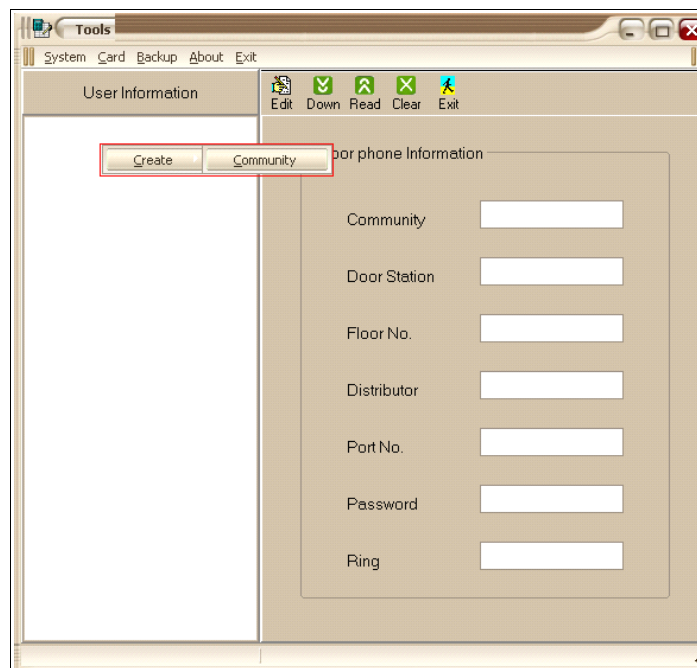 Tools
System Card Backup About Exit
User Information
Edit Down Read Clear Exit
Create Community
oor phone Information
Community
Door Station
Floor No.
Distributor
Port No.
Password
Ring